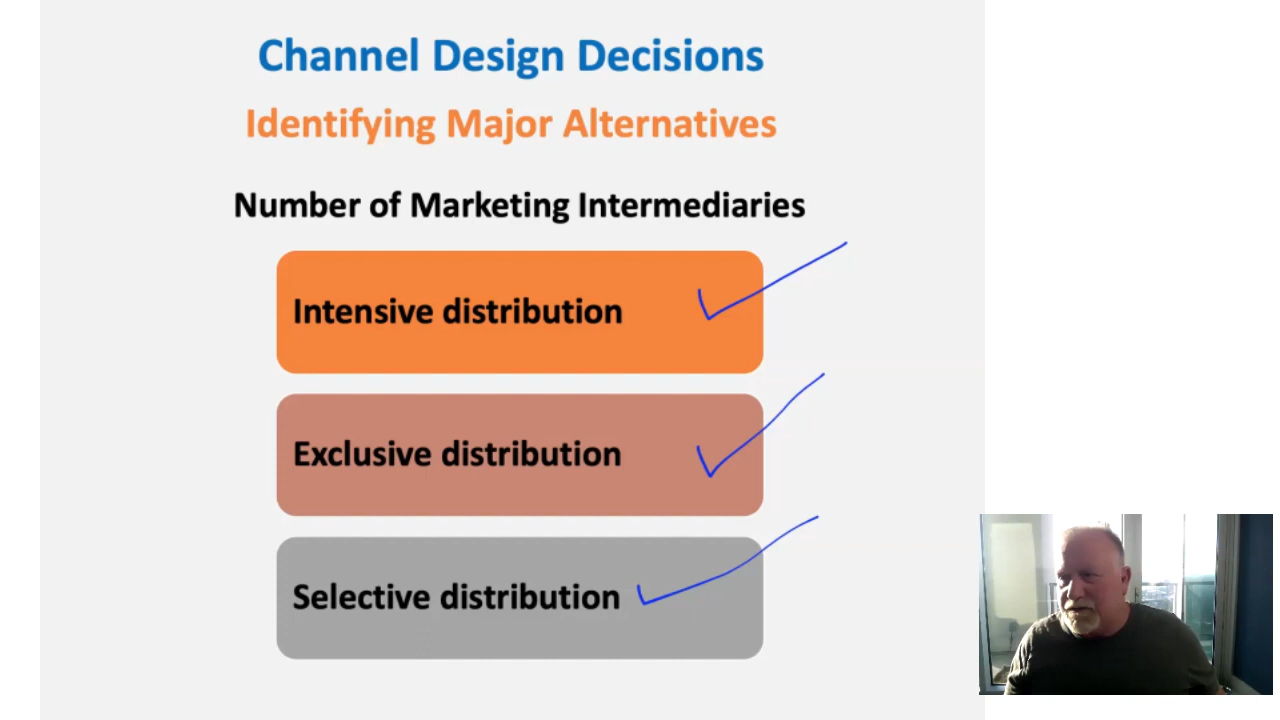 Channel Design Decisions
Identifying Major Alternatives
Number of Marketing Intermediaries
Intensive distribution
Exclusive distribution
Selective distribution